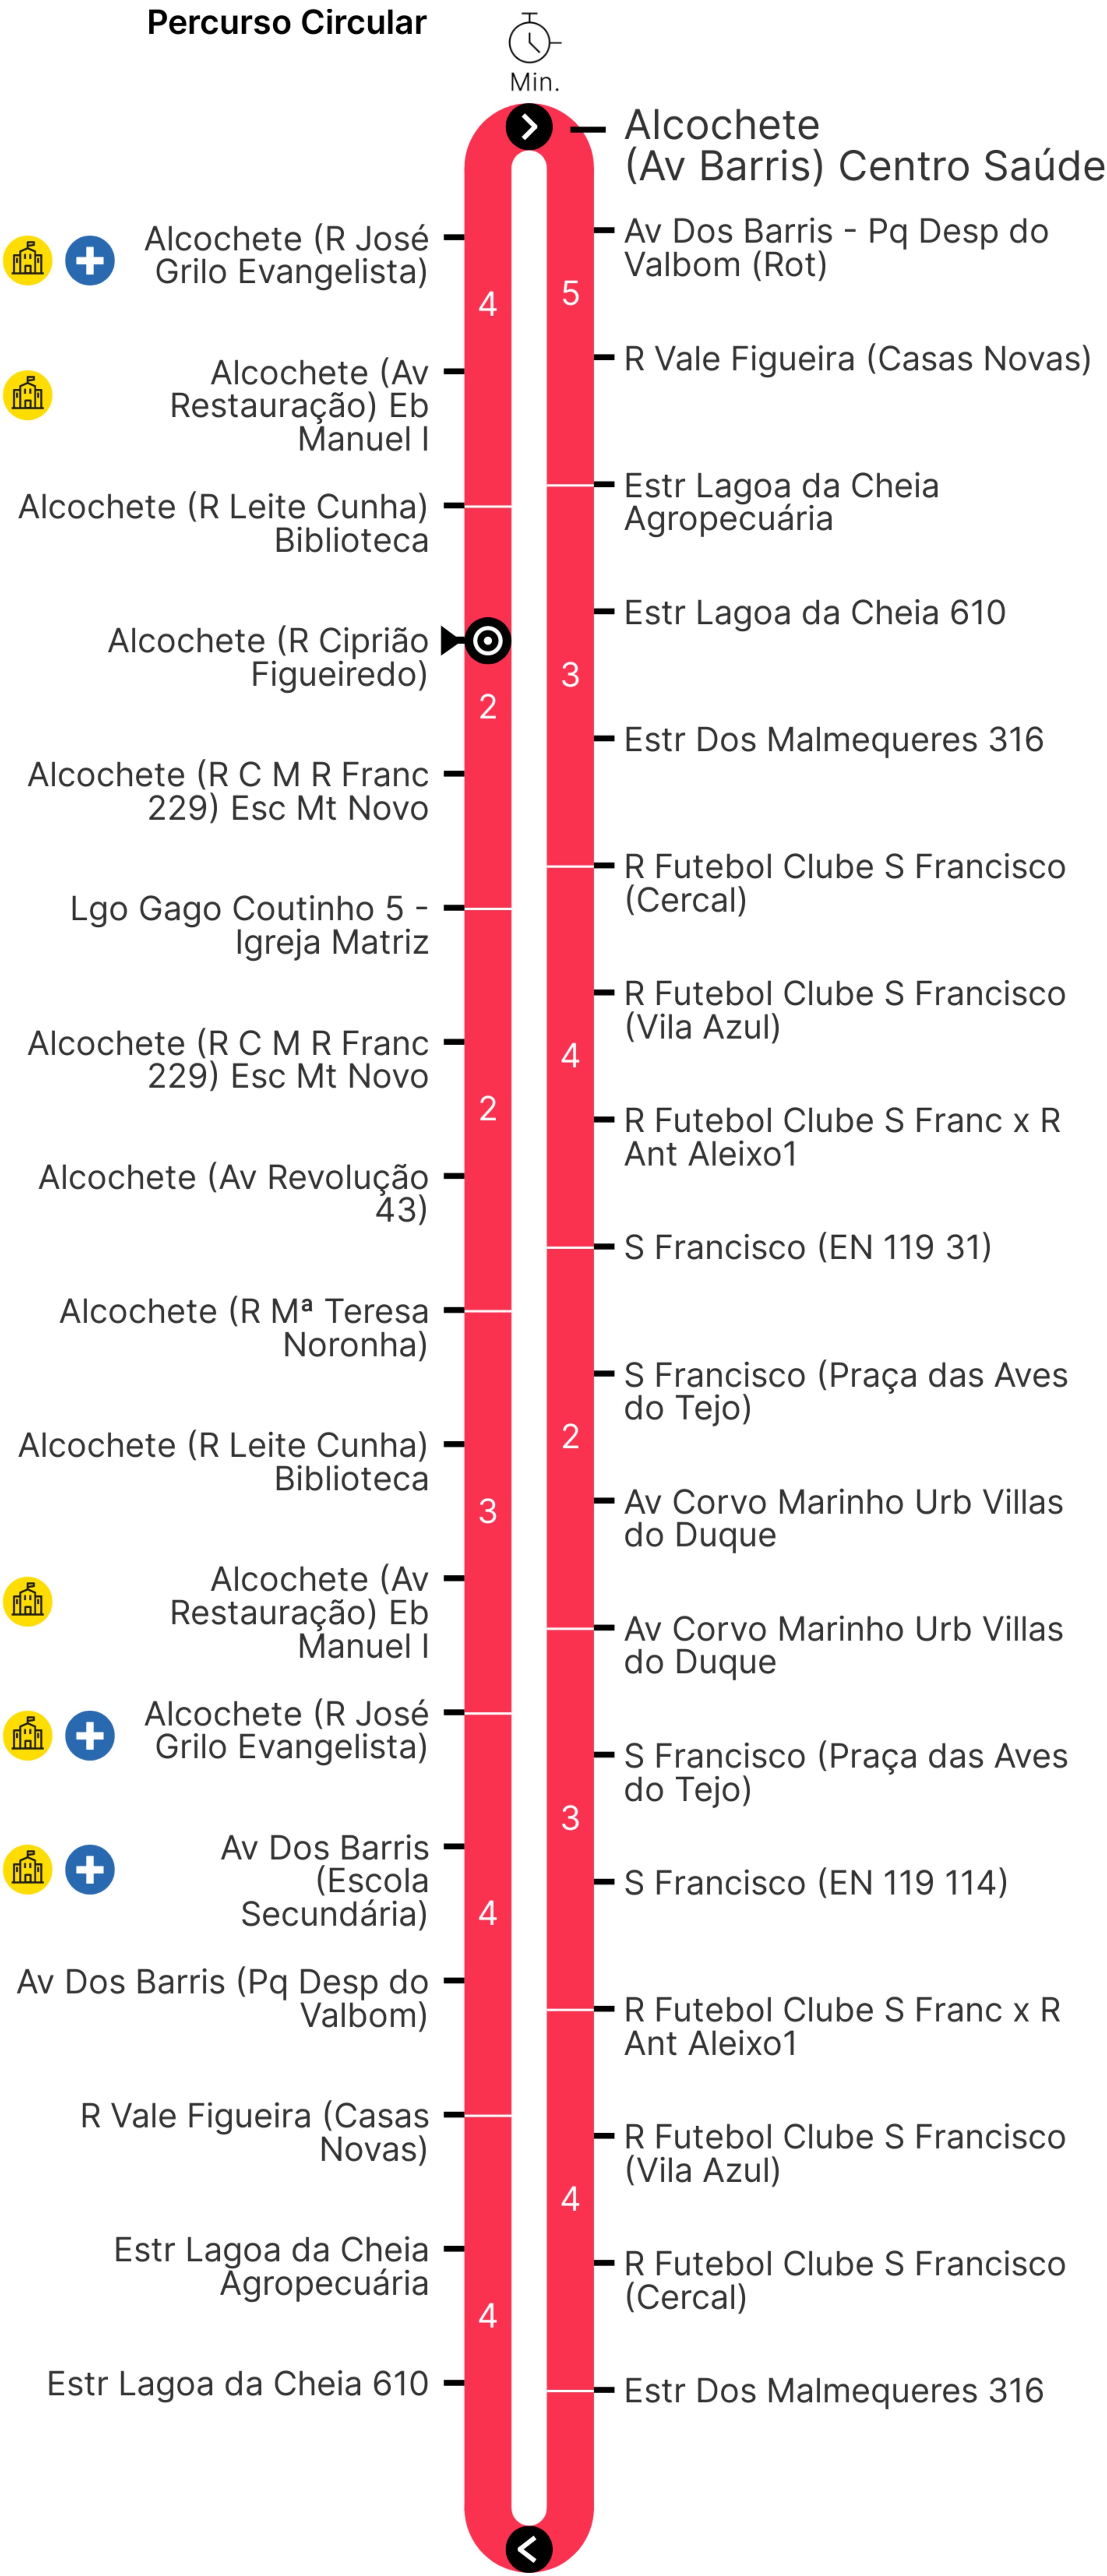 Percurso Circular
Min.
Alcochete
(Av Barris) Centro Saúde
Av Dos Barris - Pq Desp do
Valbom (Rot)
5
R Vale Figueira (Casas Novas)
Estr Lagoa da Cheia
Agropecuária
Estr Lagoa da Cheia 610
3
Estr Dos Malmequeres 316
R Futebol Clube S Francisco
(Cercal)
R Futebol Clube S Francisco
(Vila Azul)
4
R Futebol Clube S Franc x R
Ant Aleixo1
S Francisco (EN 119 31)
S Francisco (Praça das Aves
do Tejo)
2
Av Corvo Marinho Urb Villas
do Duque
Av Corvo Marinho Urb Villas
do Duque
S Francisco (Praça das Aves
do Tejo)
3
S Francisco (EN 119 114)
R Futebol Clube S Franc x R
Ant Aleixo1
R Futebol Clube S Francisco
(Vila Azul)
4
R Futebol Clube S Francisco
(Cercal)
Estr Dos Malmequeres 316
Alcochete (R José
Grilo Evangelista)
4
Alcochete (Av
Restauração) Eb
Manuel I
Alcochete (R Leite Cunha)
Biblioteca
Alcochete (R Ciprião
Figueiredo)
2
Alcochete (R C M R Franc
229) Esc Mt Novo
Lgo Gago Coutinho 5 -
Igreja Matriz
Alcochete (R C M R Franc
229) Esc Mt Novo
2
Alcochete (Av Revolução
43)
Alcochete (R Mª Teresa
Noronha)
Alcochete (R Leite Cunha)
Biblioteca
3
Alcochete (Av
Restauração) Eb
Manuel I
Alcochete (R José
Grilo Evangelista)
Av Dos Barris
(Escola
Secundária)
4
Av Dos Barris (Pq Desp do
Valbom)
R Vale Figueira (Casas
Novas)
Estr Lagoa da Cheia
Agropecuária
4
Estr Lagoa da Cheia 610